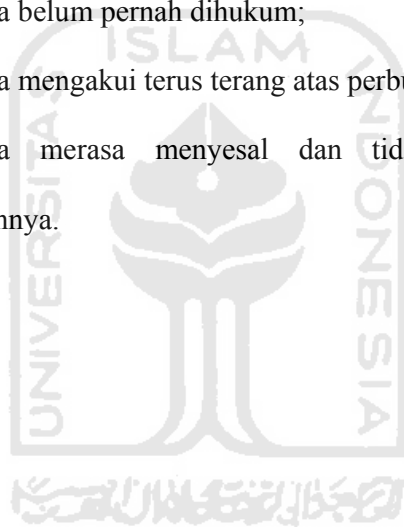 a belum pernah dihukum;
ISLAM
a mengakui terus terang atas perbu
a merasa menyesal dan tid
nnya.
UNIVERSITAS
INDONESIA